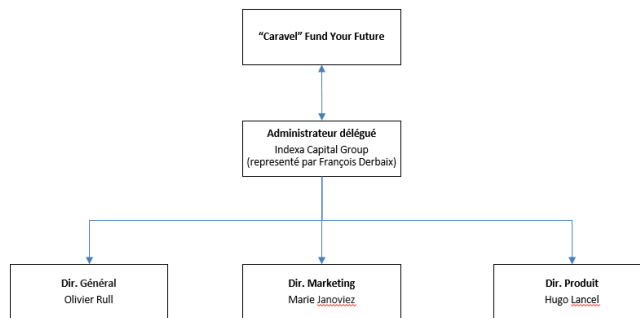 “Caravel” Fund Your Future
Administrateur délégué
Indexa Capital Group
(representé par François Derbaix)
Dir. Général
Olivier Rull
Dir. Marketing
Marie Janoviez
Dir. Produit
Hugo Lancel